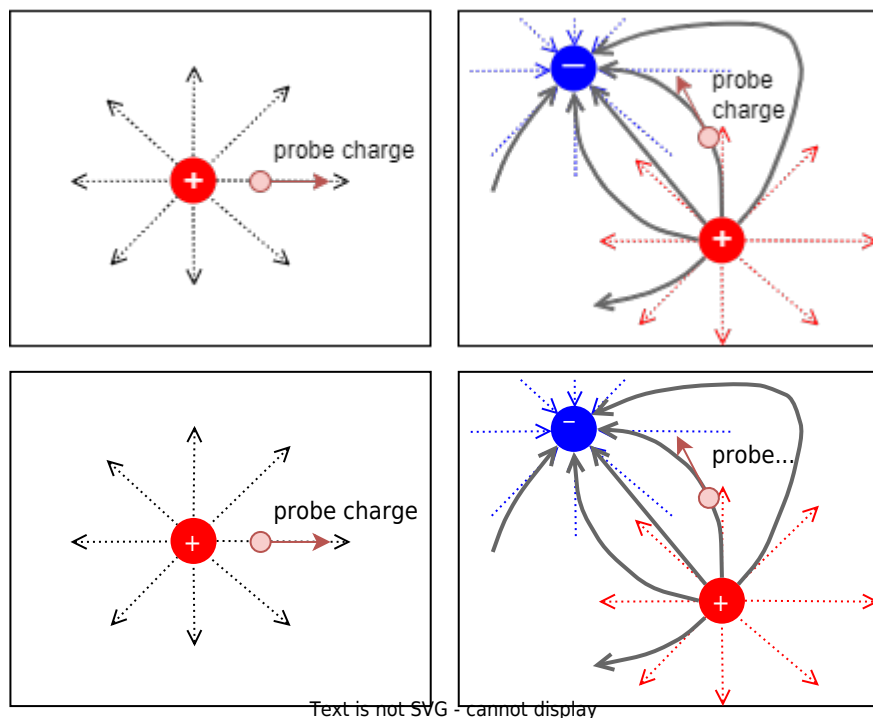 probe charge
+
−
probe
charge
+
probe charge
+
−
probe...
+
Text is not SVG - cannot display